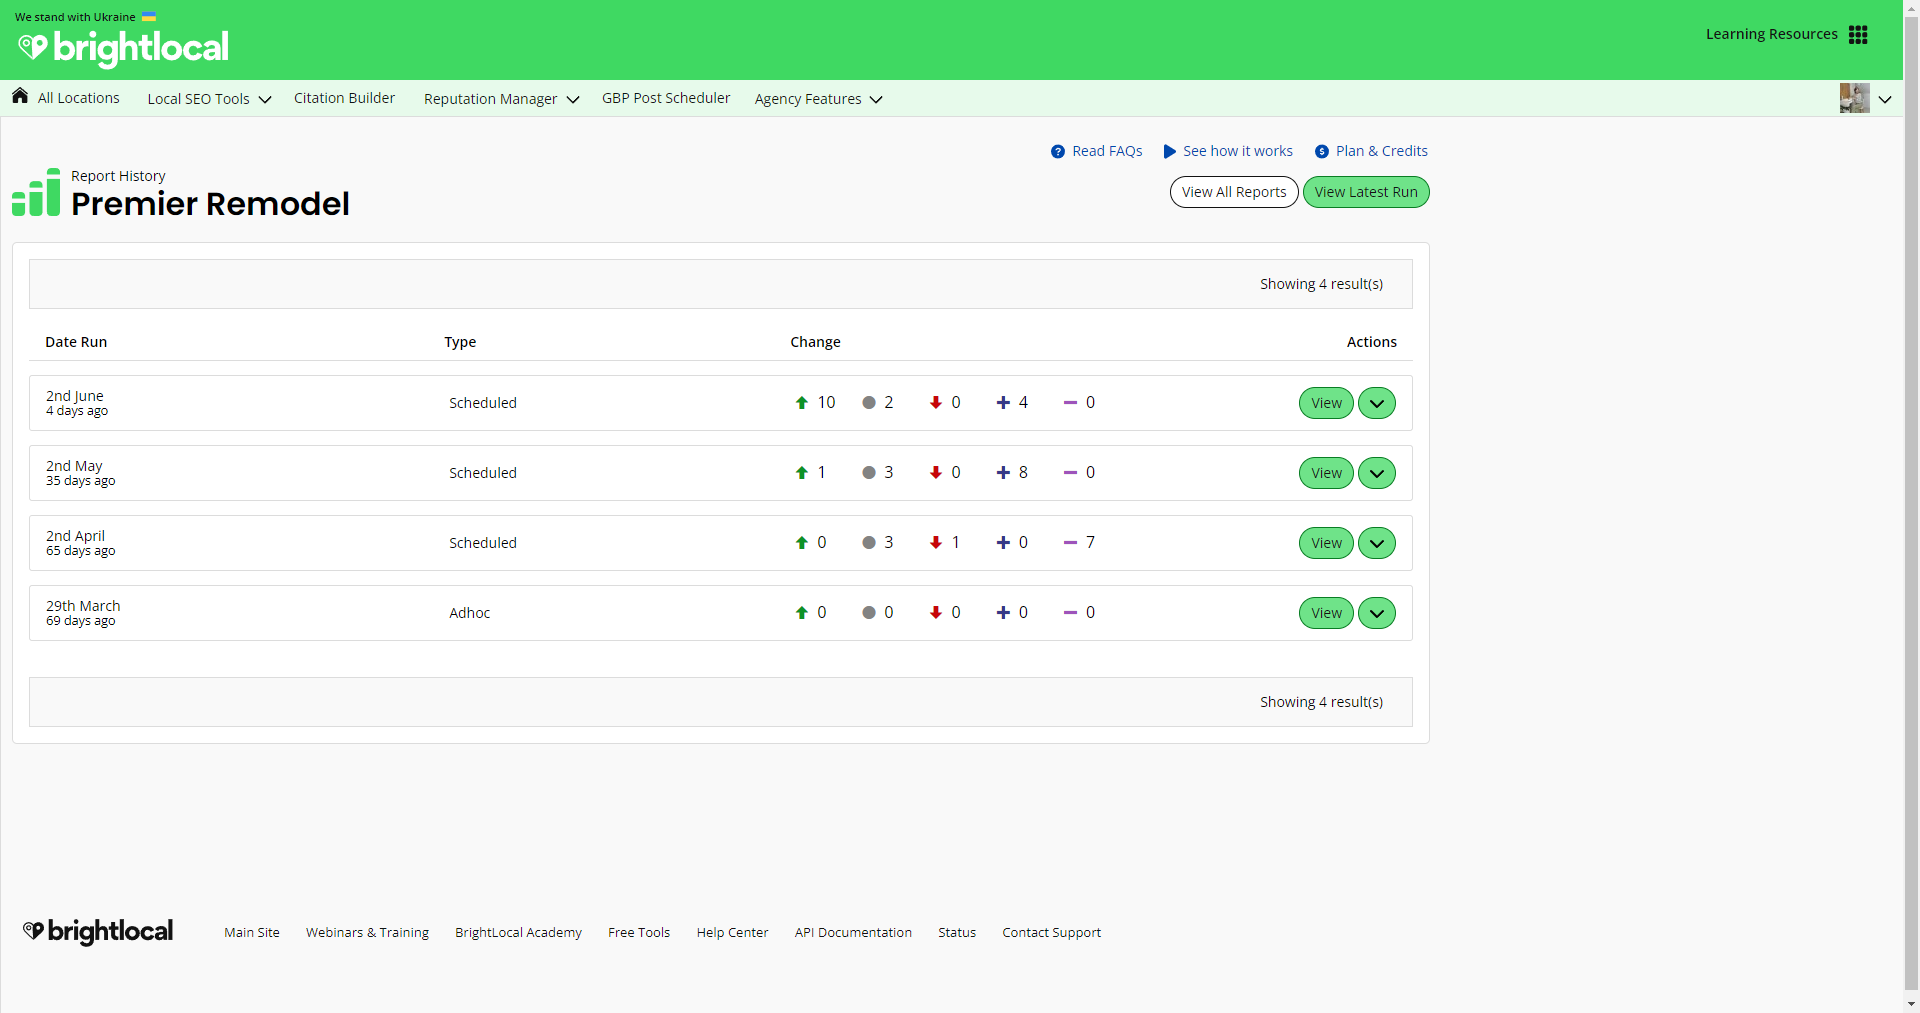 We stand with Ukraine
brightlocal
Learning Resources
All Locations
Local SEO Tools
Citation Builder
Reputation Manager
GBP Post Scheduler
Agency Features
Read FAQs
See how it works
Plan & Credits
Report History
Premier Remodel
View All Reports
View Latest Run
Showing 4 result(s)
Date Run Type Change Actions
2nd June
4 days ago
Scheduled 10 2 0 4 0 View
2nd May
35 days ago
Scheduled 1 3 0 8 0 View
2nd April
65 days ago
Scheduled 0 3 1 0 7 View
29th March
69 days ago
Adhoc 0 0 0 0 0 View
Showing 4 result(s)
brightlocal
Main Site
Webinars & Training
BrightLocal Academy
Free Tools
Help Center
API Documentation
Status
Contact Support